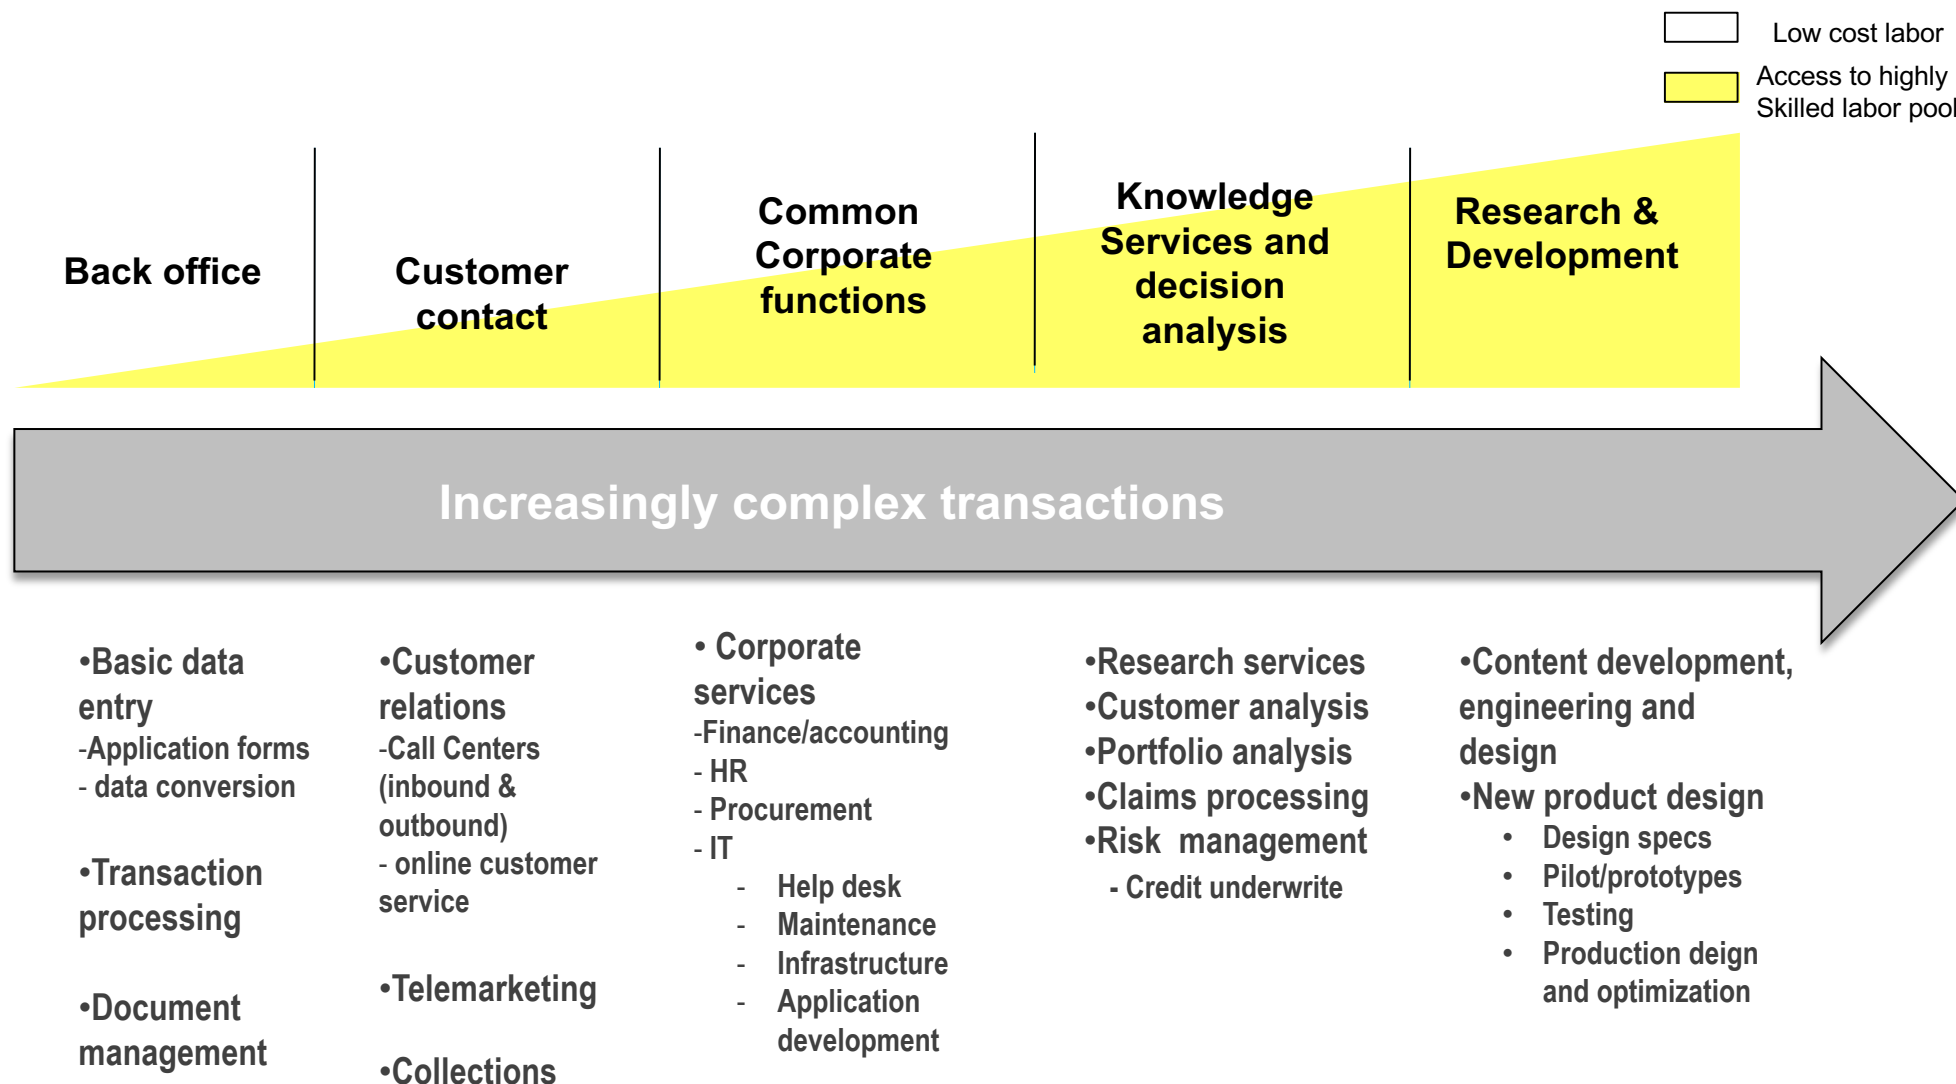 Low cost labor
Access to highly
Skilled labor pool
Back office
Customer
contact
Common
Corporate
functions
Knowledge
Services and
decision
analysis
Research &
Development
Increasingly complex transactions
•Basic data
entry
-Application forms
- data conversion
•Transaction
processing
•Document
management
•Customer
relations
-Call Centers
(inbound &
outbound)
- online customer
service
•Telemarketing
•Collections
• Corporate
services
-Finance/accounting
- HR
- Procurement
- IT
- Help desk
- Maintenance
- Infrastructure
- Application
development
•Research services
•Customer analysis
•Portfolio analysis
•Claims processing
•Risk  management
- Credit underwrite
•Content development,
engineering and
design
•New product design
• Design specs
• Pilot/prototypes
• Testing
• Production deign
and optimization